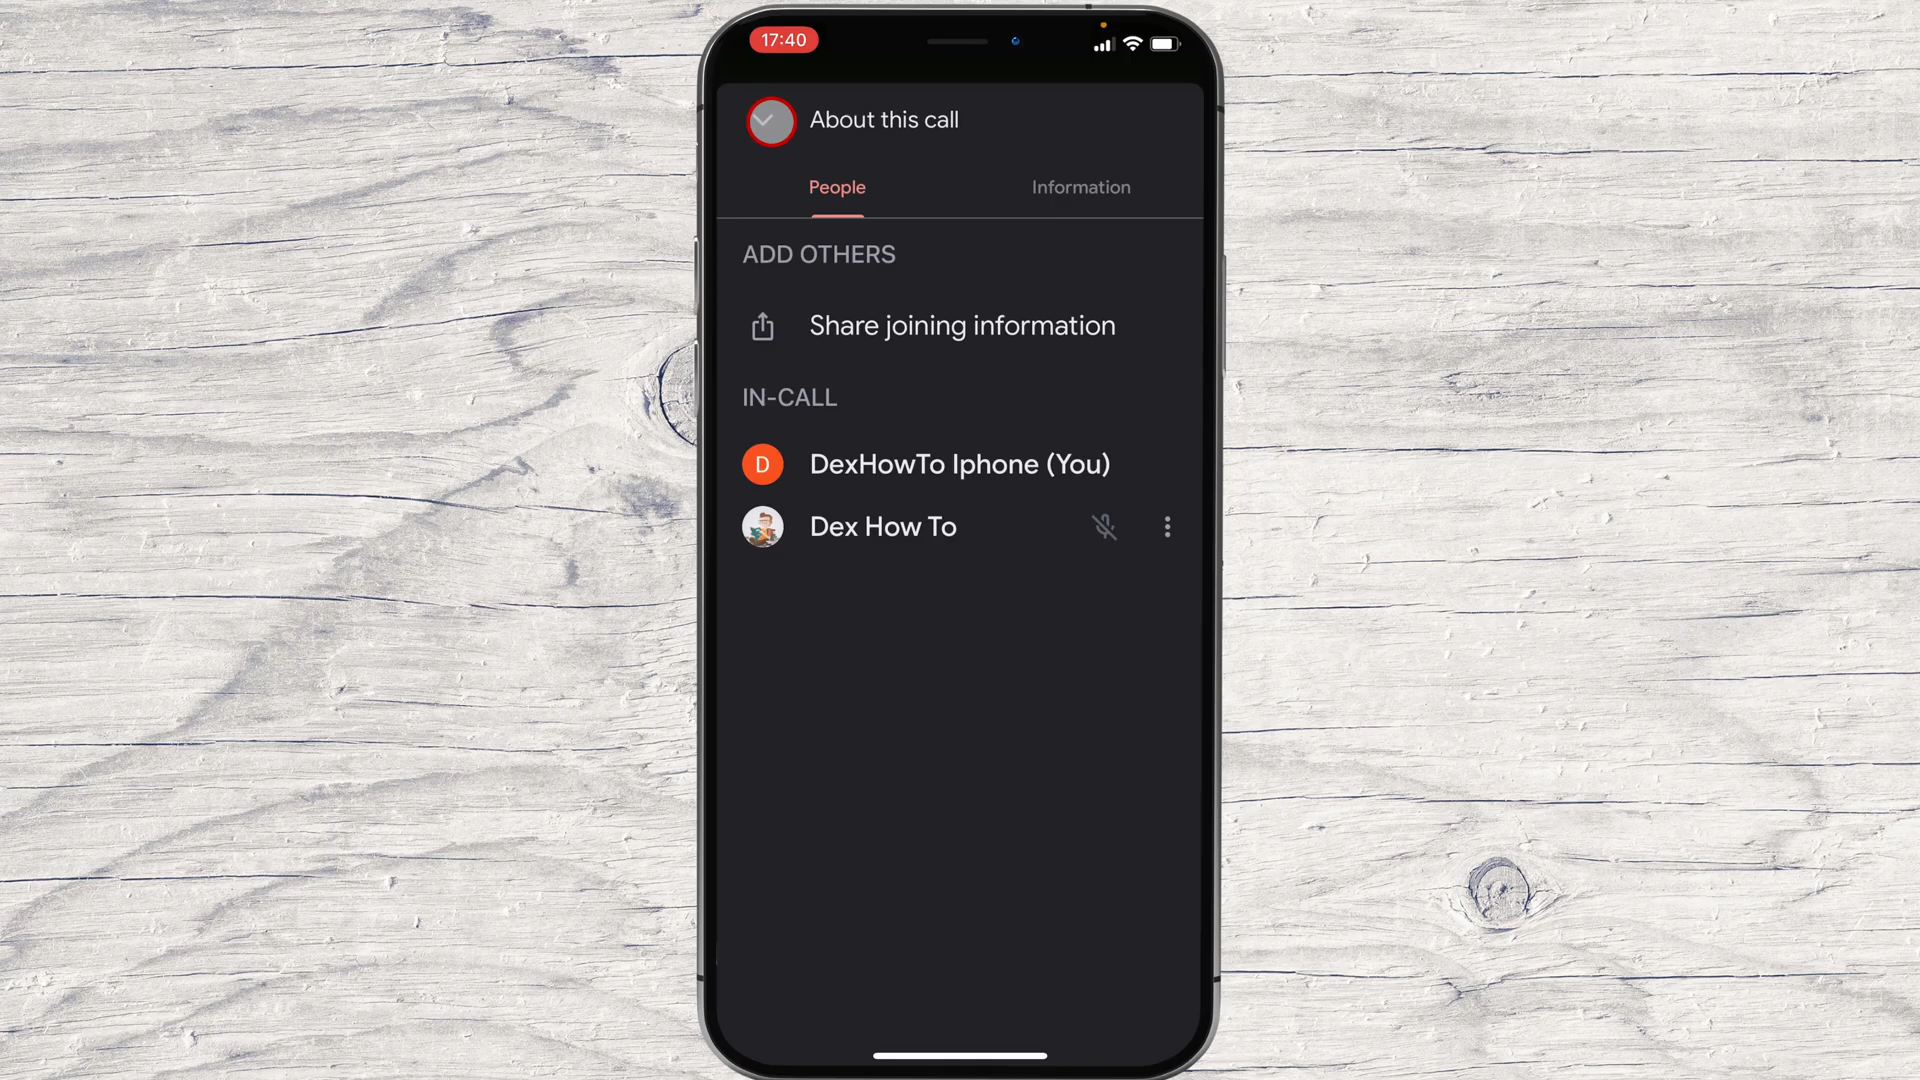 17:40
About this call
People
Information
ADD OTHERS
Share joining information
IN-CALL
D
DexHowTo Iphone (You)
Dex How To